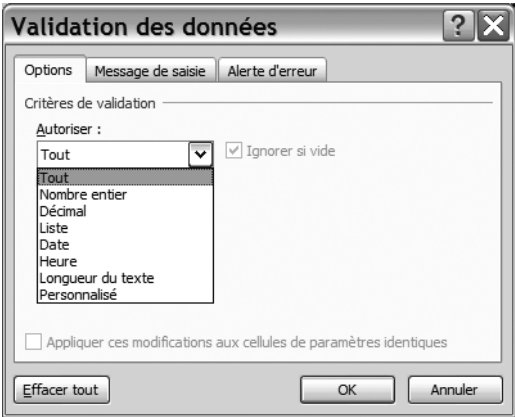 Validation des données
Options Message de saisie Alerte d'erreur
Critères de validation
Autoriser :
Tout Ignorer si vide
Tout
Nombre entier
Décimal
Liste
Date
Heure
Longueur du texte
Personnalisé
Appliquer ces modifications aux cellules de paramètres identiques
Effacer tout OK Annuler